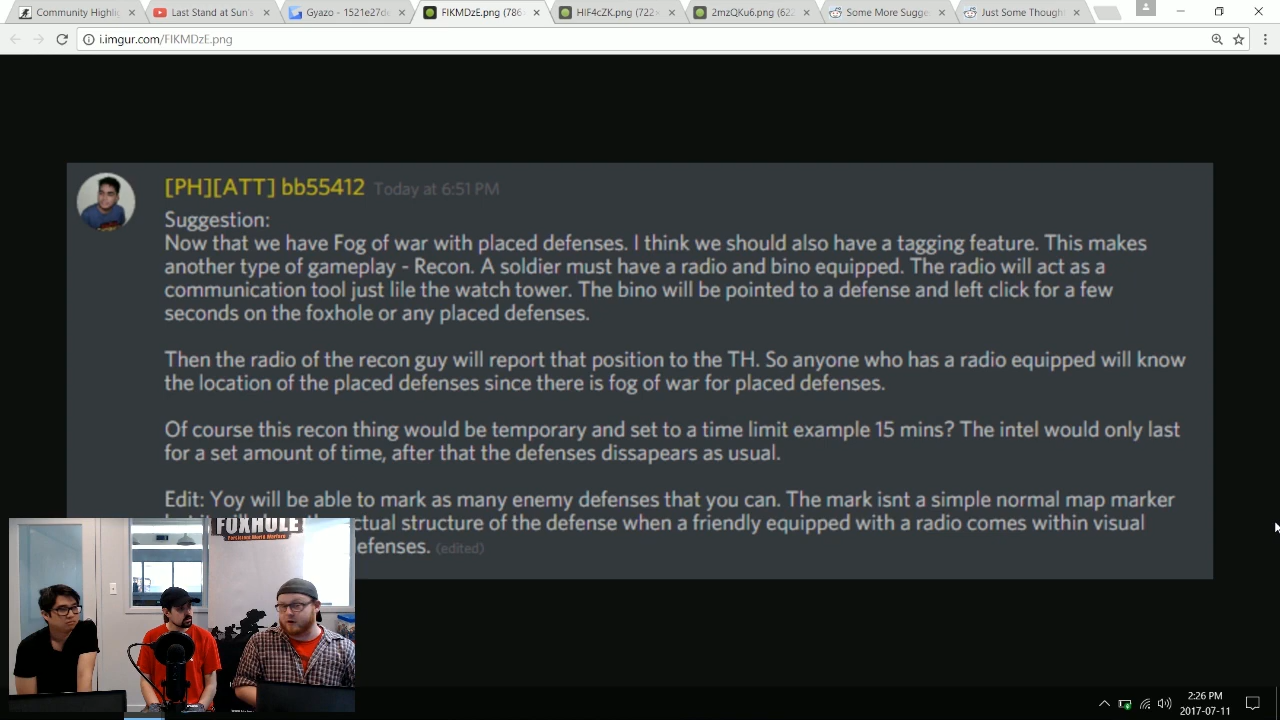 Community Highlig
Last Stand at Sun's
Gyazo - 1521e27de
FIKMDzE.png (786
HIF4cZK.png (722×
2mzQKu6.png (622
Some More Sugge
Just Some Though
i.imgur.com/FIKMDzE.png
[PH][ATT] bb55412 Today at 6:51 PM
Suggestion:
Now that we have Fog of war with placed defenses. I think we should also have a tagging feature. This makes
another type of gameplay - Recon. A soldier must have a radio and bino equipped. The radio will act as a
communication tool just lile the watch tower. The bino will be pointed to a defense and left click for a few
seconds on the foxhole or any placed defenses.
Then the radio of the recon guy will report that position to the TH. So anyone who has a radio equipped will know
the location of the placed defenses since there is fog of war for placed defenses.
Of course this recon thing would be temporary and set to a time limit example 15 mins? The intel would only last
for a set amount of time, after that the defenses dissapears as usual.
Edit: Yoy will be able to mark as many enemy defenses that you can. The mark isnt a simple normal map marker
ctual structure of the defense when a friendly equipped with a radio comes within visual
efenses. (edited)
FOXHOLE
2:26 PM
2017-07-11